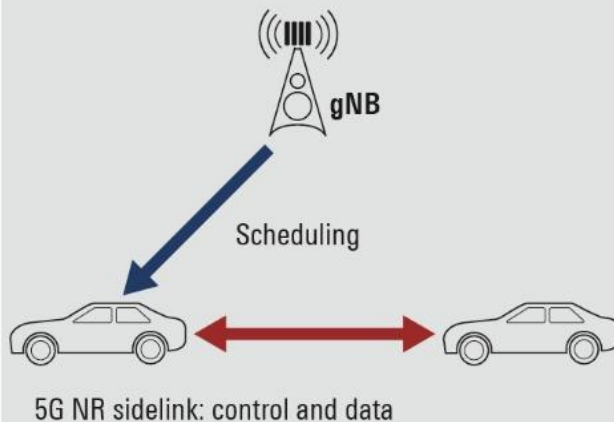 gNB
Scheduling
5G NR sidelink: control and data